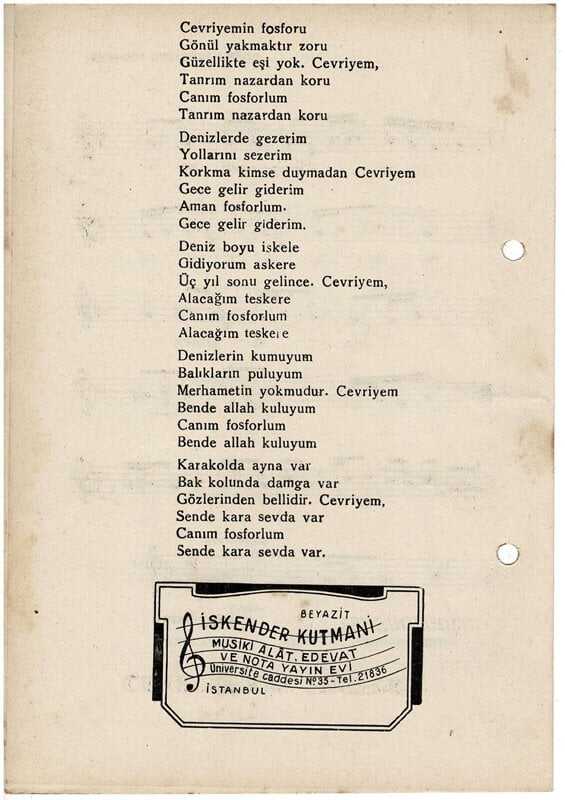 Cevriyemin fosforu
Gönül yakmaktır zoru
Güzellikte eşi yok. Cevriyem,
Tanrım nazardan koru
Canım fosforlum
Tanrım nazardan koru
Denizlerde gezerim
Yollarını sezerim
Korkma kimse duymadan Cevriyem
Gece gelir giderim
Aman fosforlum.
Gece gelir giderim.
Deniz boyu iskele
Gidiyorum askere
Üç yıl sonu gelince. Cevriyem,
Alacağım teskere
Canım fosforlum
Alacağım teskere
Denizlerin kumuyum
Balıkların puluyum
Merhametin yokmudur. Cevriyem
Bende allah kuluyum
Canım fosforlum
Bende allah kuluyum
Karakolda ayna var
Bak kolunda damga var
Gözlerinden bellidir. Cevriyem,
Sende kara sevda var
Canım fosforlum
Sende kara sevda var.
BEYAZİT
İSKENDER KUTMANİ
MUSİKİ ALÂT, EDEVAT
VE NOTA YAYIN EVİ
Üniversite caddesi Nº 35 - Tel. 21836
İSTANBUL